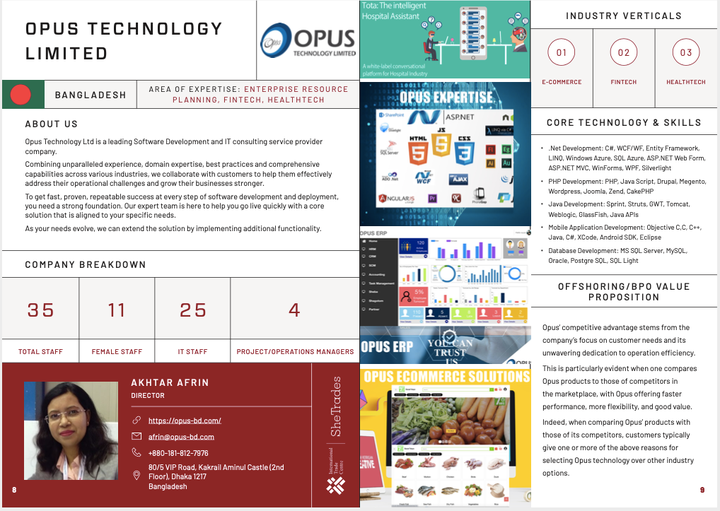 OPUS TECHNOLOGY
LIMITED
OPUS
TECHNOLOGY LIMITED
BANGLADESH
AREA OF EXPERTISE: ENTERPRISE RESOURCE
PLANNING, FINTECH, HEALTHTECH
ABOUT US
Opus Technology Ltd is a leading Software Development and IT consulting service provider
company.
Combining unparalleled experience, domain expertise, best practices and comprehensive
capabilities across various industries, we collaborate with customers to help them effectively
address their operational challenges and grow their businesses stronger.
To get fast, proven, repeatable success at every step of software development and deployment,
you need a strong foundation. Our expert team is here to help you go live quickly with a core
solution that is aligned to your specific needs.
As your needs evolve, we can extend the solution by implementing additional functionality.
COMPANY BREAKDOWN
35
11
25
4
TOTAL STAFF
FEMALE STAFF
IT STAFF
PROJECT/OPERATIONS MANAGERS
AKHTAR AFRIN
DIRECTOR
https://opus-bd.com/
afrin@opus-bd.com
+880-181-812-7976
80/5 VIP Road, Kakrail Aminul Castle (2nd
Floor), Dhaka 1217
Bangladesh
SheTrades
International
Trade
Centre
8
Tota: The intelligent
Hospital Assistant
A white-label conversational
platform for Hospital Industry
OPUS EXPERTISE
SharePoint
ASP.NET
HTML
JS
CSS
5
5
3
SQL Server
WCF
AJAX
ANGULARJS
OPUS ERP
OPUS ERP
YOU CAN
TRUST
US
OPUS
OPUS ECOMMERCE SOLUTIONS
INDUSTRY VERTICALS
01
02
03
E-COMMERCE
FINTECH
HEALTHTECH
CORE TECHNOLOGY & SKILLS
• .Net Development: C#, WCF/WF, Entity Framework,
LINQ, Windows Azure, SQL Azure, ASP.NET Web Form,
ASP.NET MVC, WinForms, WPF, Silverlight
• PHP Development: PHP, Java Script, Drupal, Megento,
Wordpress, Joomla, Zend, CakePHP
• Java Development: Sprint, Struts, GWT, Tomcat,
Weblogic, GlassFish, Java APIs
• Mobile Application Development: Objective C,C, C++,
Java, C#, XCode, Android SDK, Eclipse
• Database Development: MS SQL Server, MySQL,
Oracle, Postgre SQL, SQL Light
OFFSHORING/BPO VALUE
PROPOSITION
Opus' competitive advantage stems from the
company's focus on customer needs and its
unwavering dedication to operation efficiency.
This is particularly evident when one compares
Opus products to those of competitors in
the marketplace, with Opus offering faster
performance, more flexibility, and good value.
Indeed, when comparing Opus' products with
those of its competitors, customers typically
give one or more of the above reasons for
selecting Opus technology over other industry
options.
9